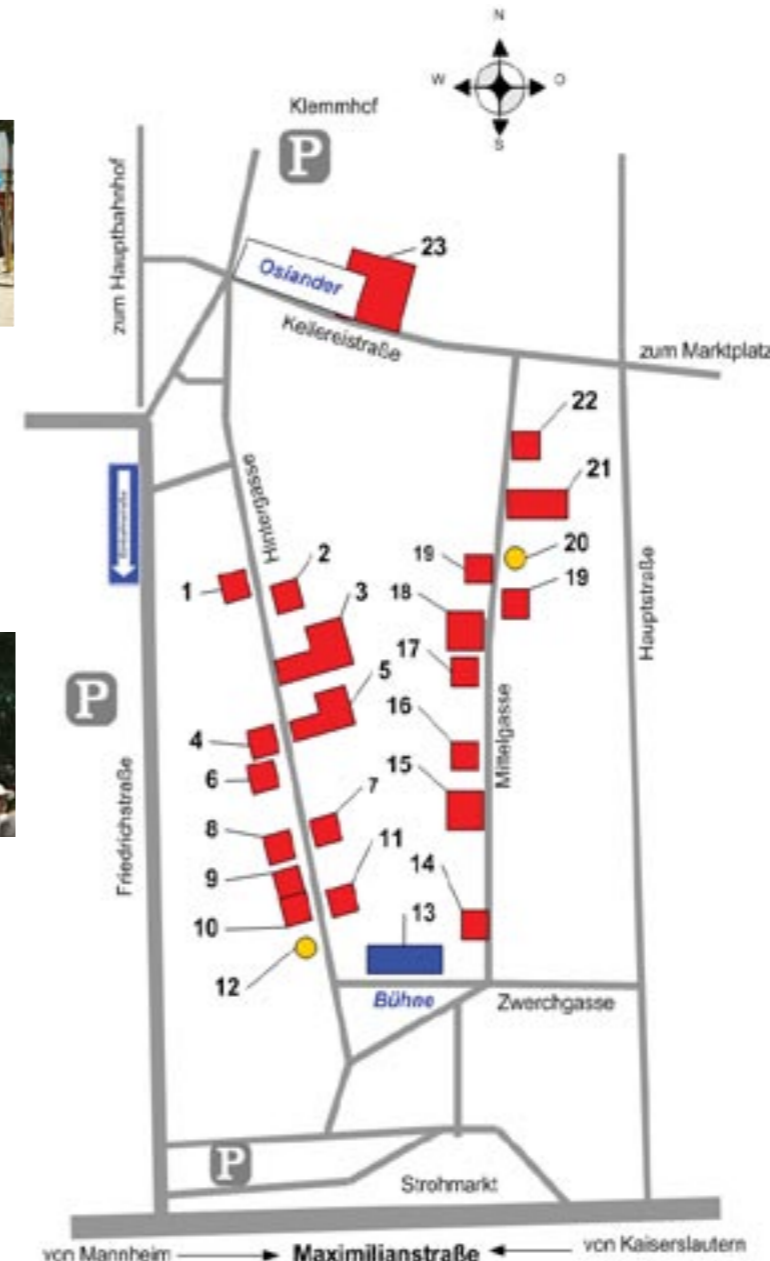 N
W
O
S
Klemmhof
P
zum Hauptbahnhof
23
Osiander
Kellereistraße
zum Marktplatz
22
21
Hintergasse
2
1
3
19
20
19
18
Hauptstraße
17
5
P
16
4
Mittelgasse
6
15
7
8
Friedrichstraße
11
14
9
13
10
12
Bühne
Zwerchgasse
P
Strohmarkt
von Mannheim
Maximilianstraße
von Kaiserslautern